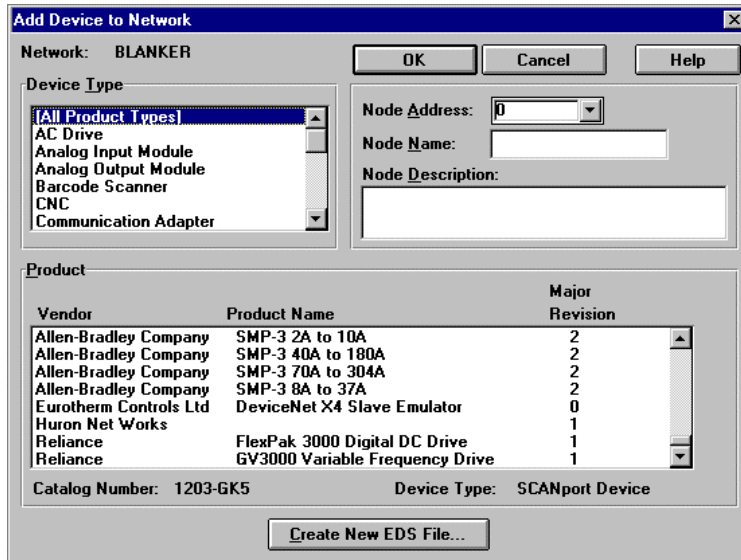 Add Device to Network
Network: BLANKER
OK
Cancel
Help
Device Type
[All Product Types]
AC Drive
Analog Input Module
Analog Output Module
Barcode Scanner
CNC
Communication Adapter
Node Address: 0
Node Name:
Node Description:
Product
Vendor Product Name Major Revision
Allen-Bradley Company SMP-3 2A to 10A 2
Allen-Bradley Company SMP-3 40A to 180A 2
Allen-Bradley Company SMP-3 70A to 304A 2
Allen-Bradley Company SMP-3 8A to 37A 2
Eurotherm Controls Ltd DeviceNet X4 Slave Emulator 0
Huron Net Works 1
Reliance FlexPak 3000 Digital DC Drive 1
Reliance GV3000 Variable Frequency Drive 1
Catalog Number: 1203-GK5 Device Type: SCANport Device
Create New EDS File...